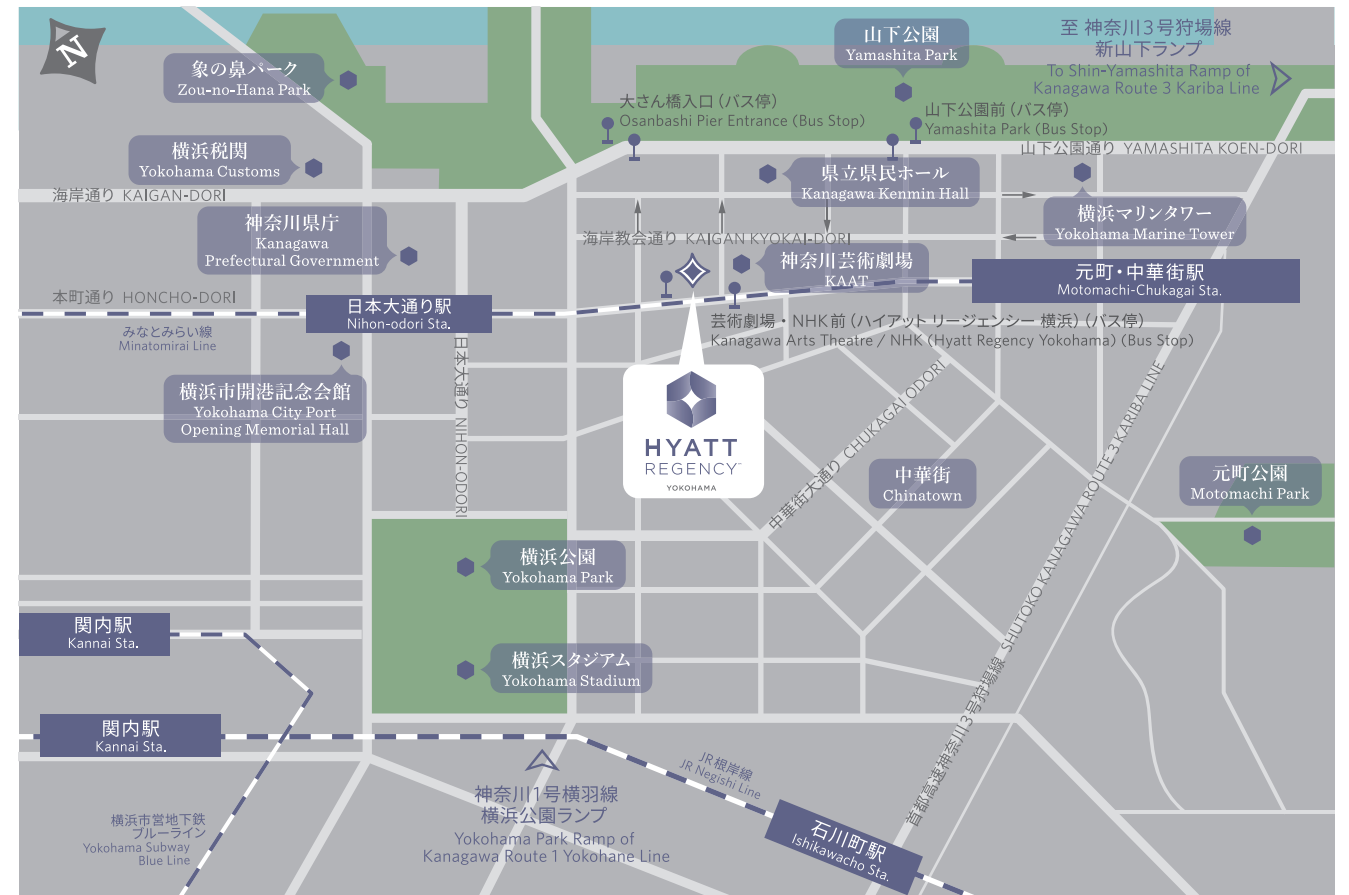 N
象の鼻パーク
Zou-no-Hana Park
山下公園
Yamashita Park
至 神奈川3号狩場線
新山下ランプ
To Shin-Yamashita Ramp of
Kanagawa Route 3 Kariba Line
大さん橋入口（バス停）
Osanbashi Pier Entrance (Bus Stop)
山下公園前（バス停）
Yamashita Park (Bus Stop)
横浜税関
Yokohama Customs
山下公園通り YAMASHITA KOEN-DORI
県立県民ホール
Kanagawa Kenmin Hall
海岸通り KAIGAN-DORI
神奈川県庁
Kanagawa
Prefectural Government
横浜マリンタワー
Yokohama Marine Tower
海岸教会通り KAIGAN KYOKAI-DORI
神奈川芸術劇場
KAAT
元町・中華街駅
Motomachi-Chukagai Sta.
本町通り HONCHO-DORI
日本大通り駅
Nihon-odori Sta.
みなとみらい線
Minatomirai Line
芸術劇場・NHK前（ハイアット リージェンシー 横浜）（バス停）
Kanagawa Arts Theatre / NHK (Hyatt Regency Yokohama) (Bus Stop)
日本大通り NIHON-ODORI
横浜市開港記念会館
Yokohama City Port
Opening Memorial Hall
HYATT
REGENCY™
YOKOHAMA
中華街大通り CHUKAGAI ODORI
中華街
Chinatown
元町公園
Motomachi Park
首都高速神奈川3号狩場線 SHUTOKO KANAGAWA ROUTE 3 KARIBA LINE
横浜公園
Yokohama Park
関内駅
Kannai Sta.
横浜スタジアム
Yokohama Stadium
関内駅
Kannai Sta.
JR根岸線
JR Negishi Line
神奈川1号横羽線
横浜公園ランプ
Yokohama Park Ramp of
Kanagawa Route 1 Yokohane Line
横浜市営地下鉄
ブルーライン
Yokohama Subway
Blue Line
石川町駅
Ishikawacho Sta.